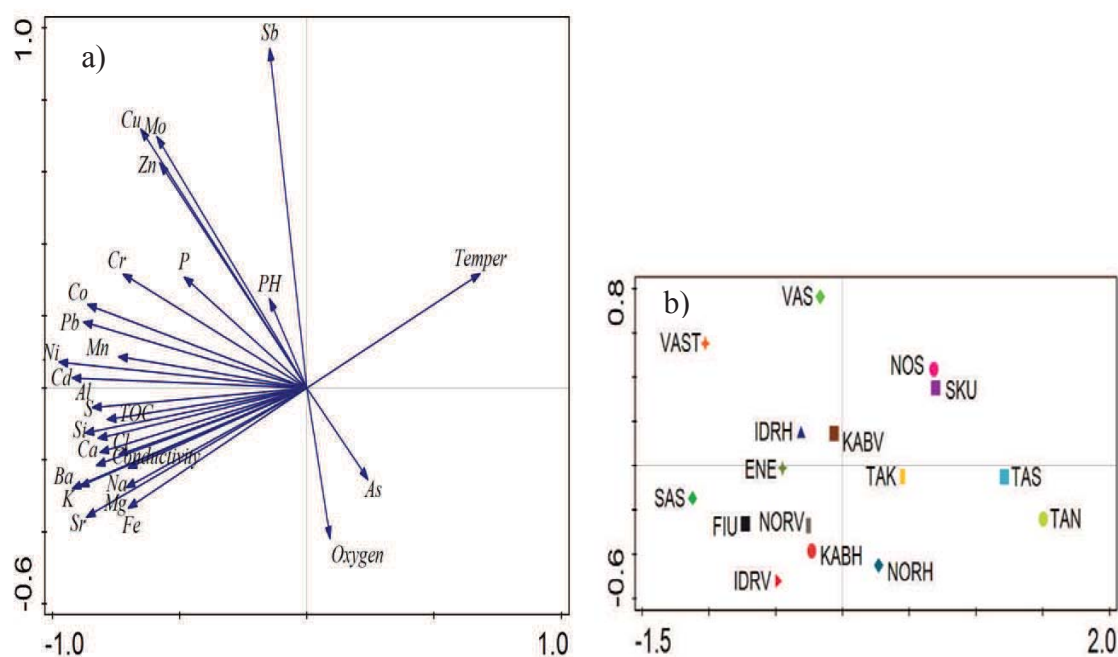 a)
1.0
Sb
Cu Mo
Zn
Cr
P
PH
Temper
Co
Pb
Ni
Mn
Cd
Al
S
TOC
Si
Cl
Ca
Conductivity
Ba
K
Na
Mg
Sr
Fe
As
Oxygen
-0.6
-1.0
1.0
b)
0.8
VAS
VAST
NOS
SKU
IDRH
KABV
ENE
TAK
TAS
SAS
FIU
NORV
TAN
KABH
NORH
IDRV
-0.6
-1.5
2.0